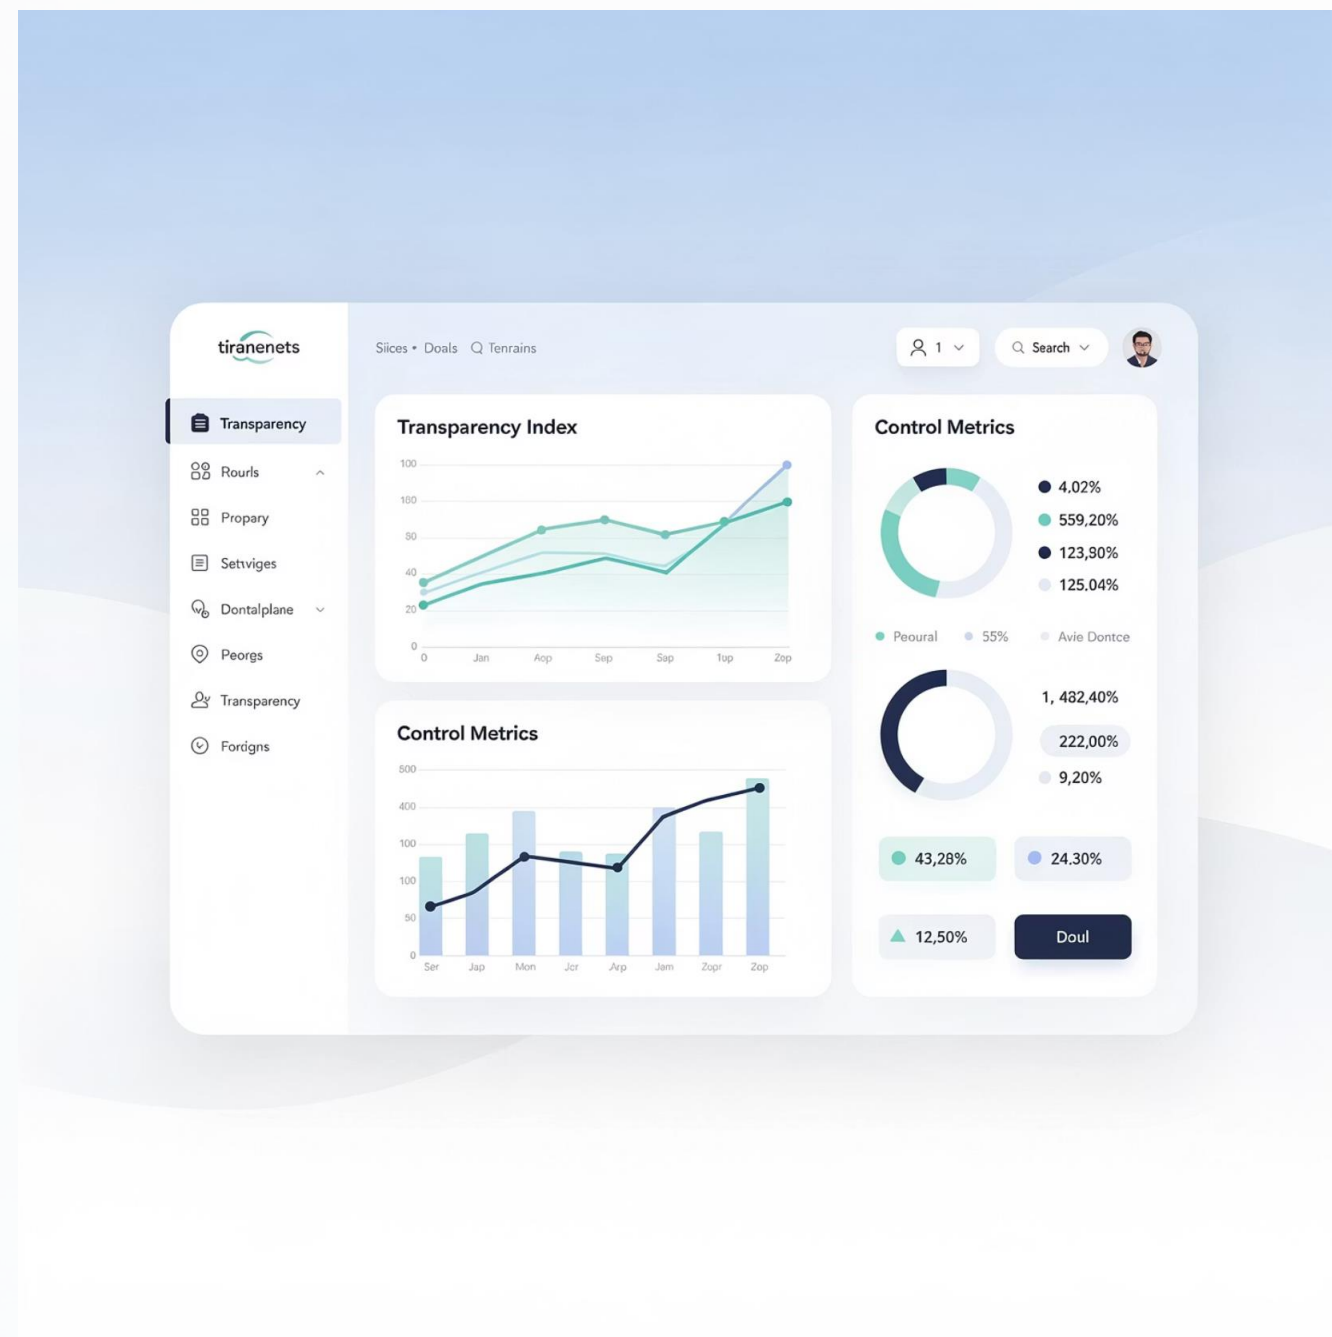 tiranenets
Siices • Doals Tenrains
1
Search
Transparency
Rourls
Propary
Setviges
Dontalplane
Peorgs
Transparency
Fordigns
Transparency Index
100
180
50
40
20
0
0 Jan Aop Sep Sap 1up Zop
Control Metrics
500
400
100
100
50
0
Ser Jap Mon Jcr Arp Jam Zopr Zop
Control Metrics
4.02%
559,20%
123,80%
125.04%
Peoural 55% Avie Dontce
1, 482,40%
222,00%
9,20%
43,28% 24.30%
12,50% Doul